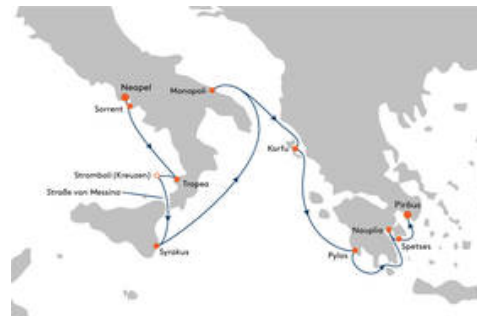 Neapel
Sorrent
Monopoli
Korfu
Stromboli (Kreuzen)
Tropea
Straße von Messina
Syrakus
Piräus
Nauplia
Spetses
Pylos